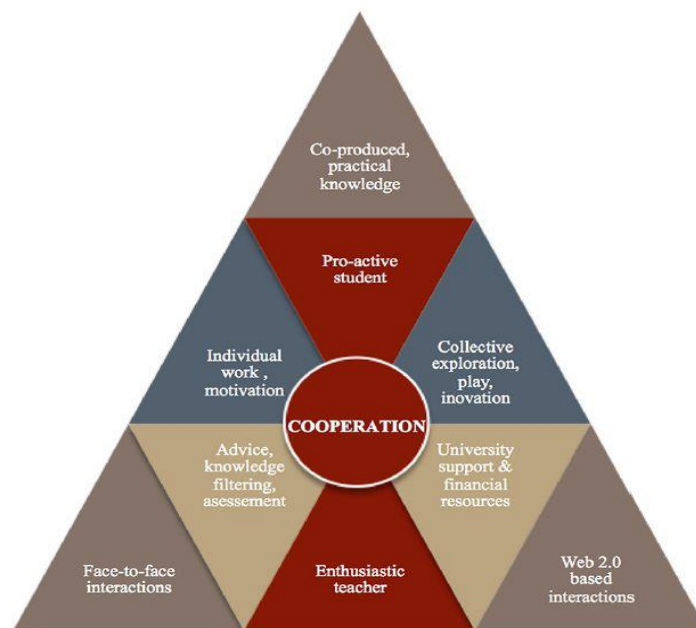 Co-produced,
practical
knowledge
Pro-active
student
Individual
work ,
motivation
Collective
exploration,
play,
inovation
COOPERATION
Advice,
knowledge
filtering,
asessement
University
support &
financial
resources
Face-to-face
interactions
Enthusiastic
teacher
Web 2.0
based
interactions